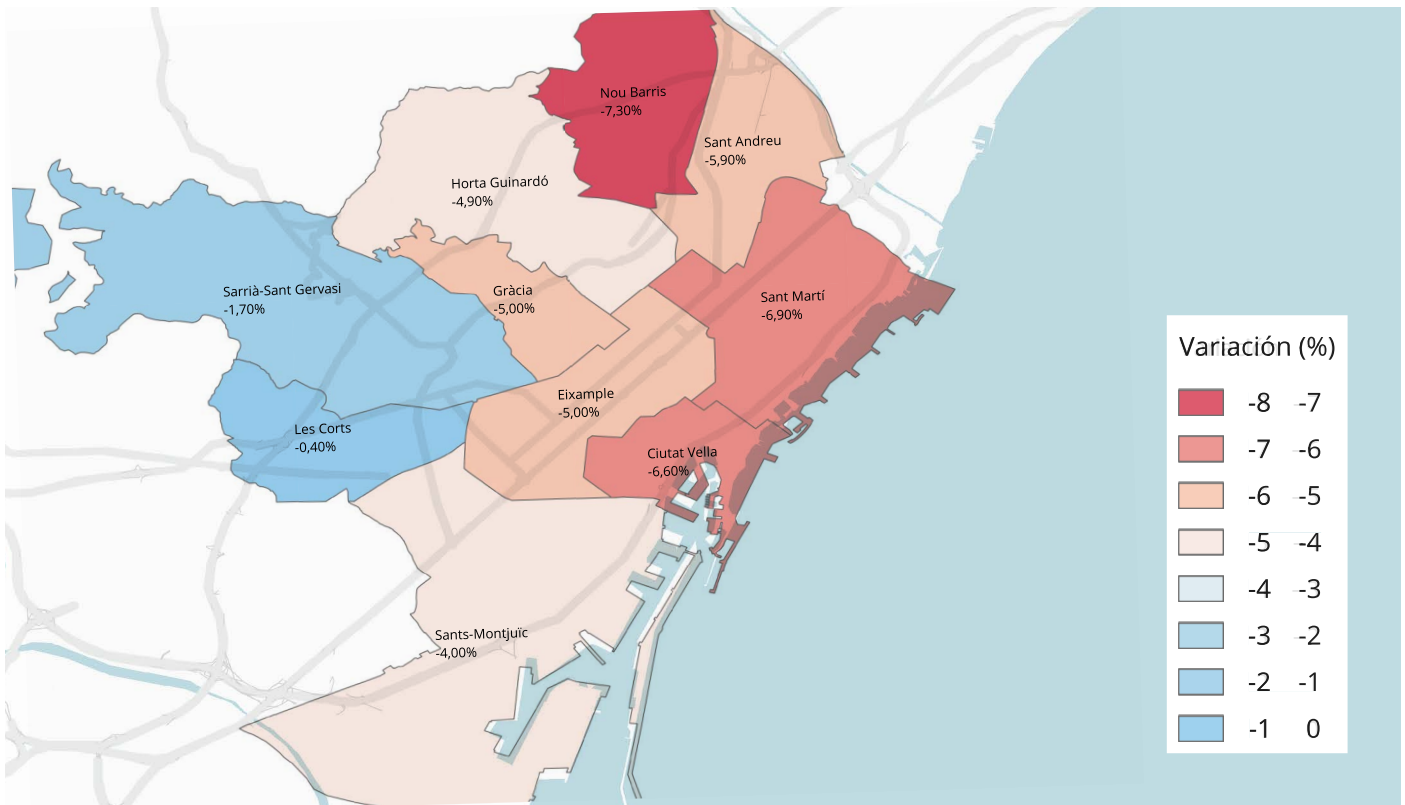 Nou Barris
-7,30%
Sant Andreu
-5,90%
Horta Guinardó
-4,90%
Sarrià-Sant Gervasi
-1,70%
Gràcia
-5,00%
Sant Martí
-6,90%
Eixample
-5,00%
Les Corts
-0,40%
Ciutat Vella
-6,60%
Sants-Montjuïc
-4,00%
Variación (%)
-8 -7
-7 -6
-6 -5
-5 -4
-4 -3
-3 -2
-2 -1
-1 0